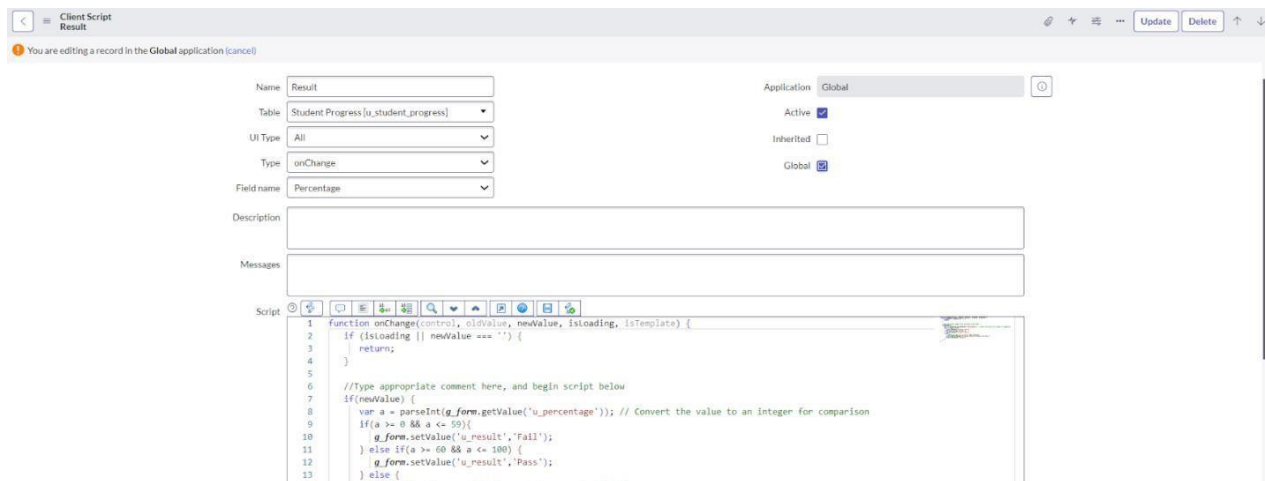 Client Script
Result
Update Delete
You are editing a record in the Global application (cancel)
Name Result
Application Global
Table Student Progress [u_student_progress]
Active
UI Type All
Inherited
Type onChange
Global
Field name Percentage
Description
Messages
Script
1 function onChange(control, oldValue, newValue, isLoading, isTemplate) {
2 if (isLoading || newValue === '') {
3 return;
4 }
5
6 //Type appropriate comment here, and begin script below
7 if(newValue) {
8 var a = parseInt(g_form.getValue('u_percentage')); // Convert the value to an integer for comparison
9 if(a >= 0 && a <= 59){
10 g_form.setValue('u_result','Fail');
11 } else if(a >= 60 && a <= 100) {
12 g_form.setValue('u_result','Pass');
13 } else {